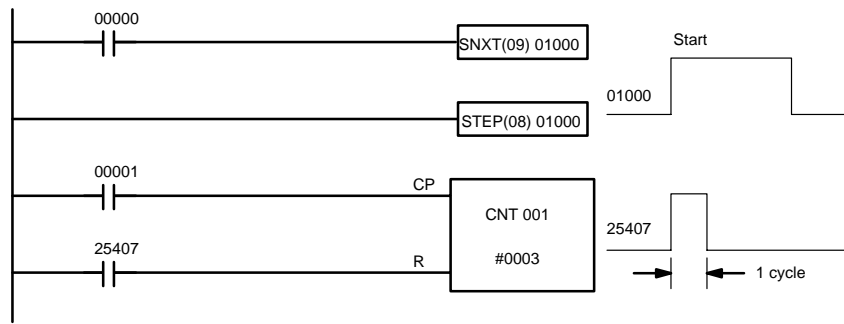 00000
SNXT(09) 01000
Start
01000
STEP(08) 01000
00001
CP
CNT 001
25407
25407
R
#0003
1 cycle